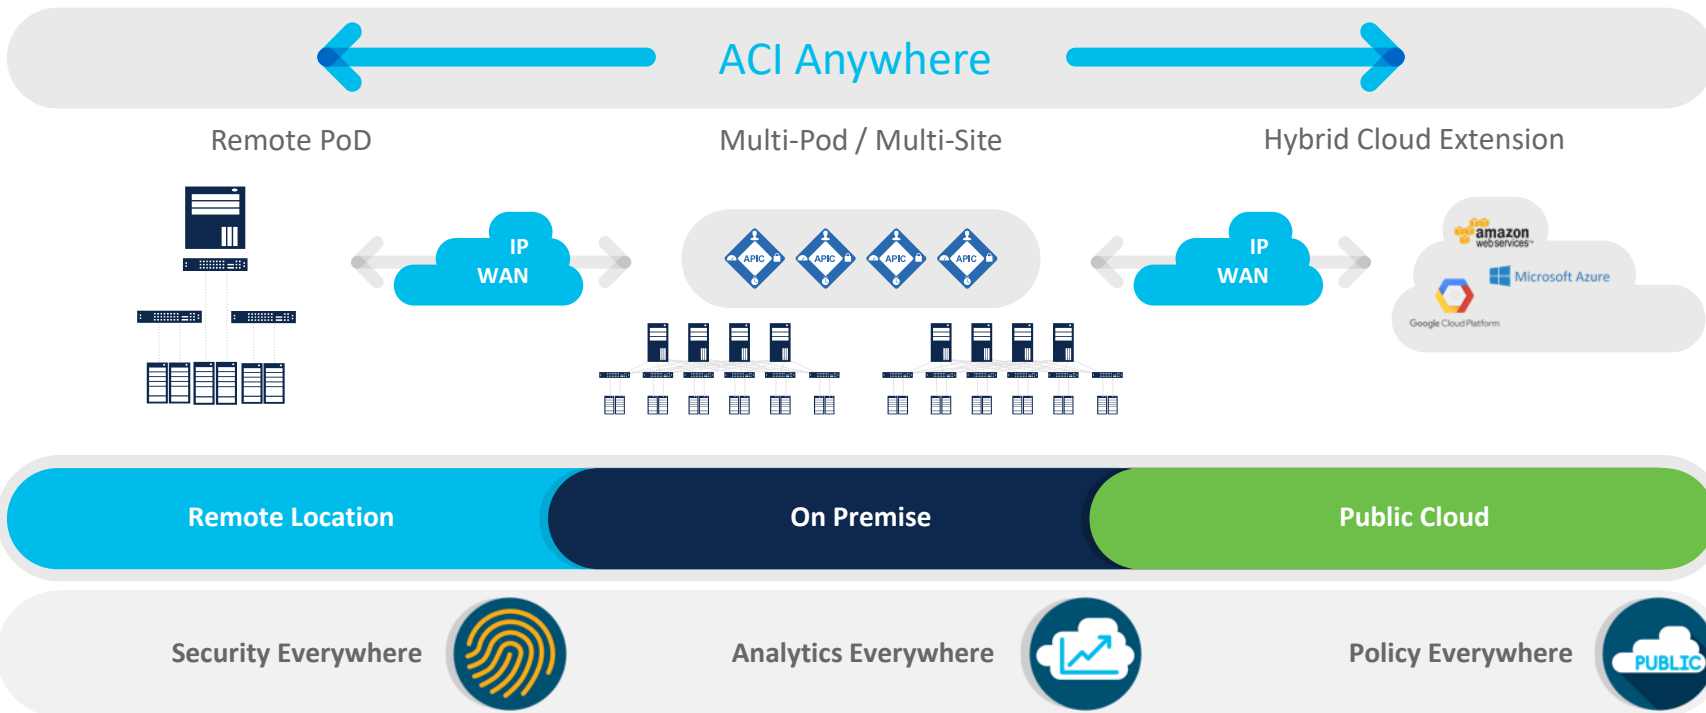 ACI Anywhere
Remote PoD
Multi-Pod / Multi-Site
Hybrid Cloud Extension
IP
WAN
APIC
APIC
APIC
APIC
IP
WAN
amazon
webservices™
Microsoft Azure
Google Cloud Platform
Remote Location
On Premise
Public Cloud
Security Everywhere
Analytics Everywhere
Policy Everywhere
PUBLIC